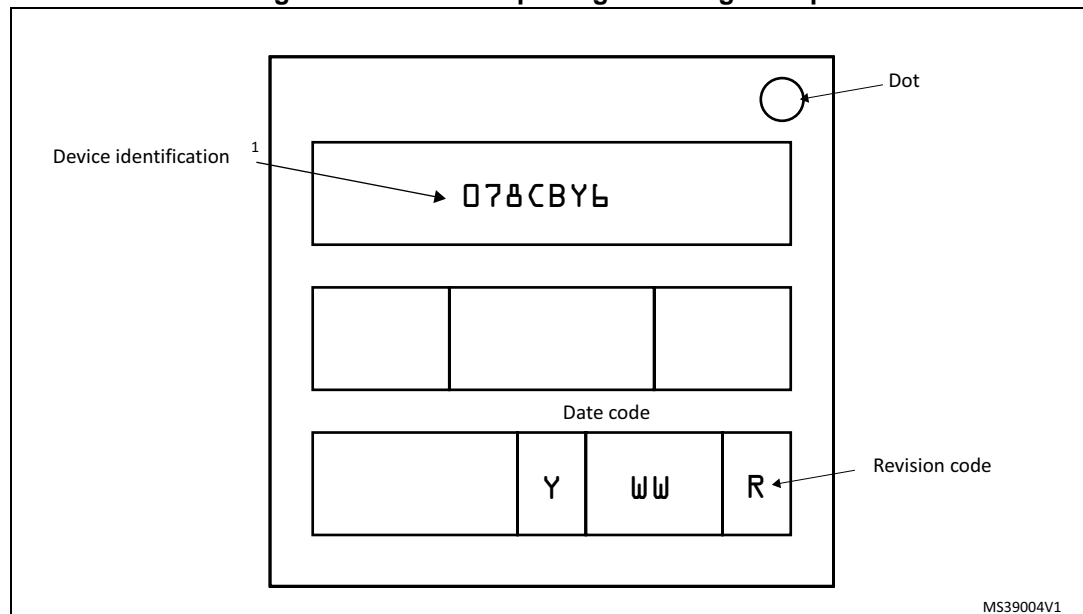 Dot
Device identification 1
078CBY6
Date code
Y WW R
Revision code
MS39004V1